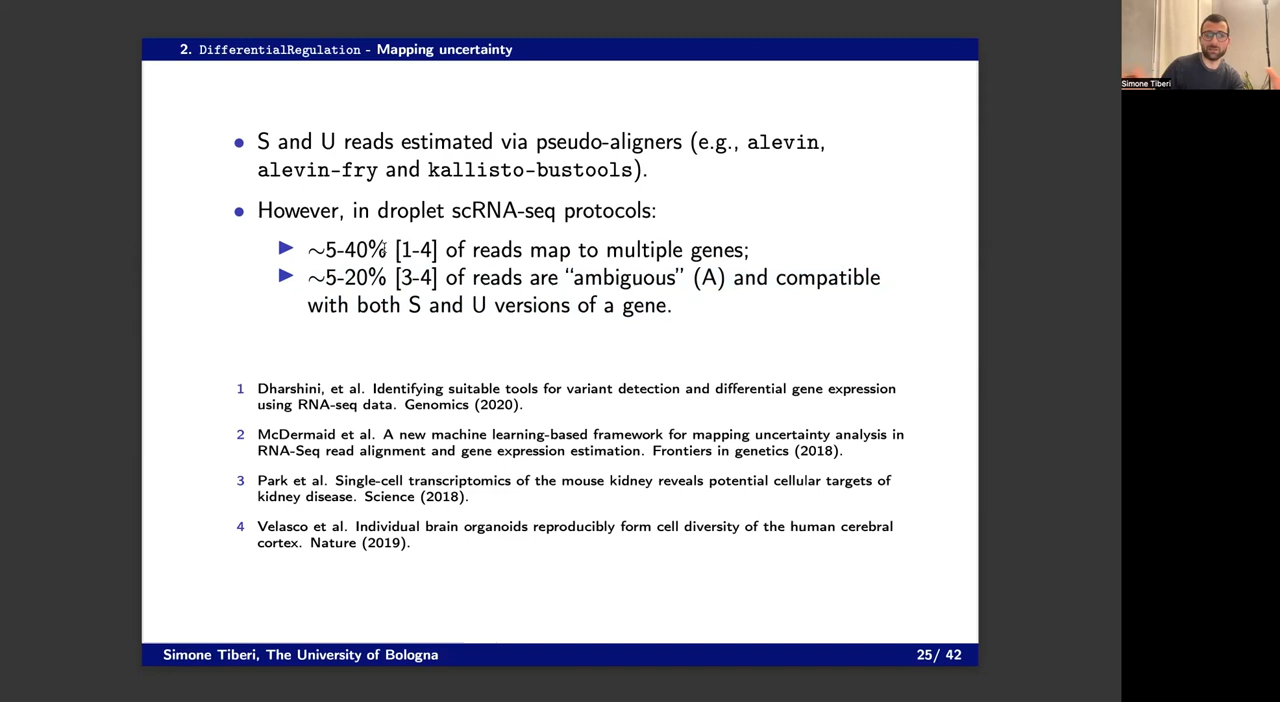 2. DifferentialRegulation - Mapping uncertainty
Simone Tiberi
• S and U reads estimated via pseudo-aligners (e.g., alevin,
alevin-fry and kallisto-bustools).
• However, in droplet scRNA-seq protocols:
▶ ∼5-40% [1-4] of reads map to multiple genes;
▶ ∼5-20% [3-4] of reads are “ambiguous” (A) and compatible
with both S and U versions of a gene.
1 Dharshini, et al. Identifying suitable tools for variant detection and differential gene expression
using RNA-seq data. Genomics (2020).
2 McDermaid et al. A new machine learning-based framework for mapping uncertainty analysis in
RNA-Seq read alignment and gene expression estimation. Frontiers in genetics (2018).
3 Park et al. Single-cell transcriptomics of the mouse kidney reveals potential cellular targets of
kidney disease. Science (2018).
4 Velasco et al. Individual brain organoids reproducibly form cell diversity of the human cerebral
cortex. Nature (2019).
Simone Tiberi, The University of Bologna
25/ 42